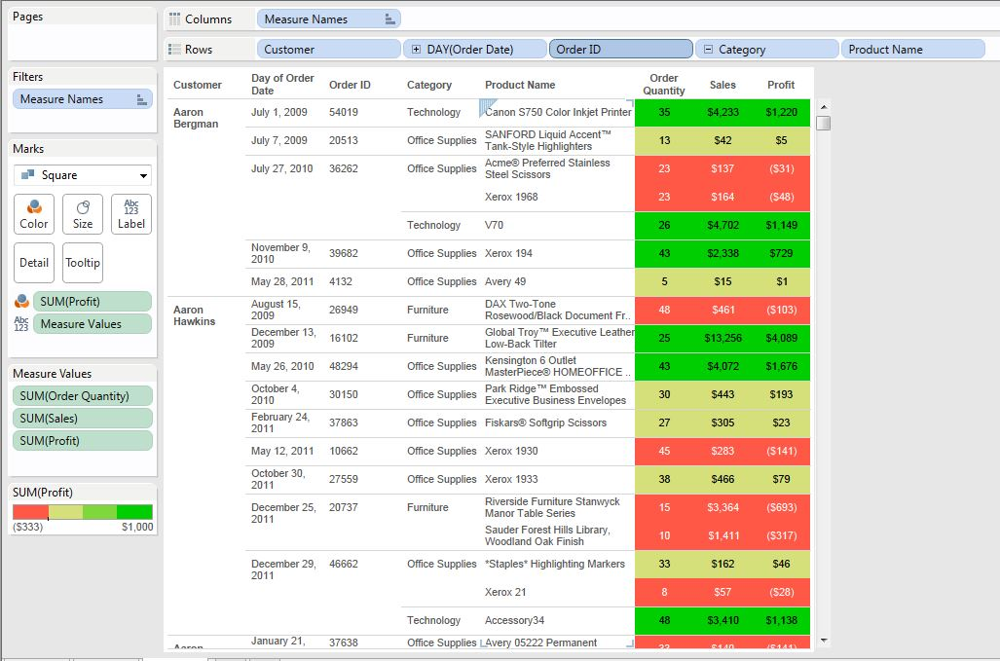 Pages
Columns Measure Names
Rows Customer DAY(Order Date) Order ID Category Product Name
Filters
Measure Names
Marks
Square
Color Size Abc 123 Label
Detail Tooltip
SUM(Profit)
Abc 123 Measure Values
Measure Values
SUM(Order Quantity)
SUM(Sales)
SUM(Profit)
SUM(Profit)
($333) $1,000
Customer Day of Order Date Order ID Category Product Name Order Quantity Sales Profit
Aaron Bergman July 1, 2009 54019 Technology Canon S750 Color Inkjet Printer 35 $4,233 $1,220
July 7, 2009 20513 Office Supplies SANFORD Liquid Accent™ Tank-Style Highlighters 13 $42 $5
July 27, 2010 36262 Office Supplies Acme® Preferred Stainless Steel Scissors 23 $137 ($31)
Xerox 1968 23 $164 ($48)
Technology V70 26 $4,702 $1,149
November 9, 2010 39682 Office Supplies Xerox 194 43 $2,338 $729
May 28, 2011 4132 Office Supplies Avery 49 5 $15 $1
Aaron Hawkins August 15, 2009 26949 Furniture DAX Two-Tone Rosewood/Black Document Fr.. 48 $461 ($103)
December 13, 2009 16102 Furniture Global Troy™ Executive Leather Low-Back Tilter 25 $13,256 $4,089
May 26, 2010 48294 Office Supplies Kensington 6 Outlet MasterPiece® HOMEOFFICE .. 43 $4,072 $1,676
October 4, 2010 30150 Office Supplies Park Ridge™ Embossed Executive Business Envelopes 30 $443 $193
February 24, 2011 37863 Office Supplies Fiskars® Softgrip Scissors 27 $305 $23
May 12, 2011 10662 Office Supplies Xerox 1930 45 $283 ($141)
October 30, 2011 27559 Office Supplies Xerox 1933 38 $466 $79
December 25, 2011 20737 Furniture Riverside Furniture Stanwyck Manor Table Series 15 $3,364 ($693)
Sauder Forest Hills Library, Woodland Oak Finish 10 $1,411 ($317)
December 29, 2011 46662 Office Supplies *Staples* Highlighting Markers 33 $162 $46
Xerox 21 8 $57 ($28)
Technology Accessory34 48 $3,410 $1,138
Aaron January 21, 37638 Office Supplies Avery 05222 Permanent